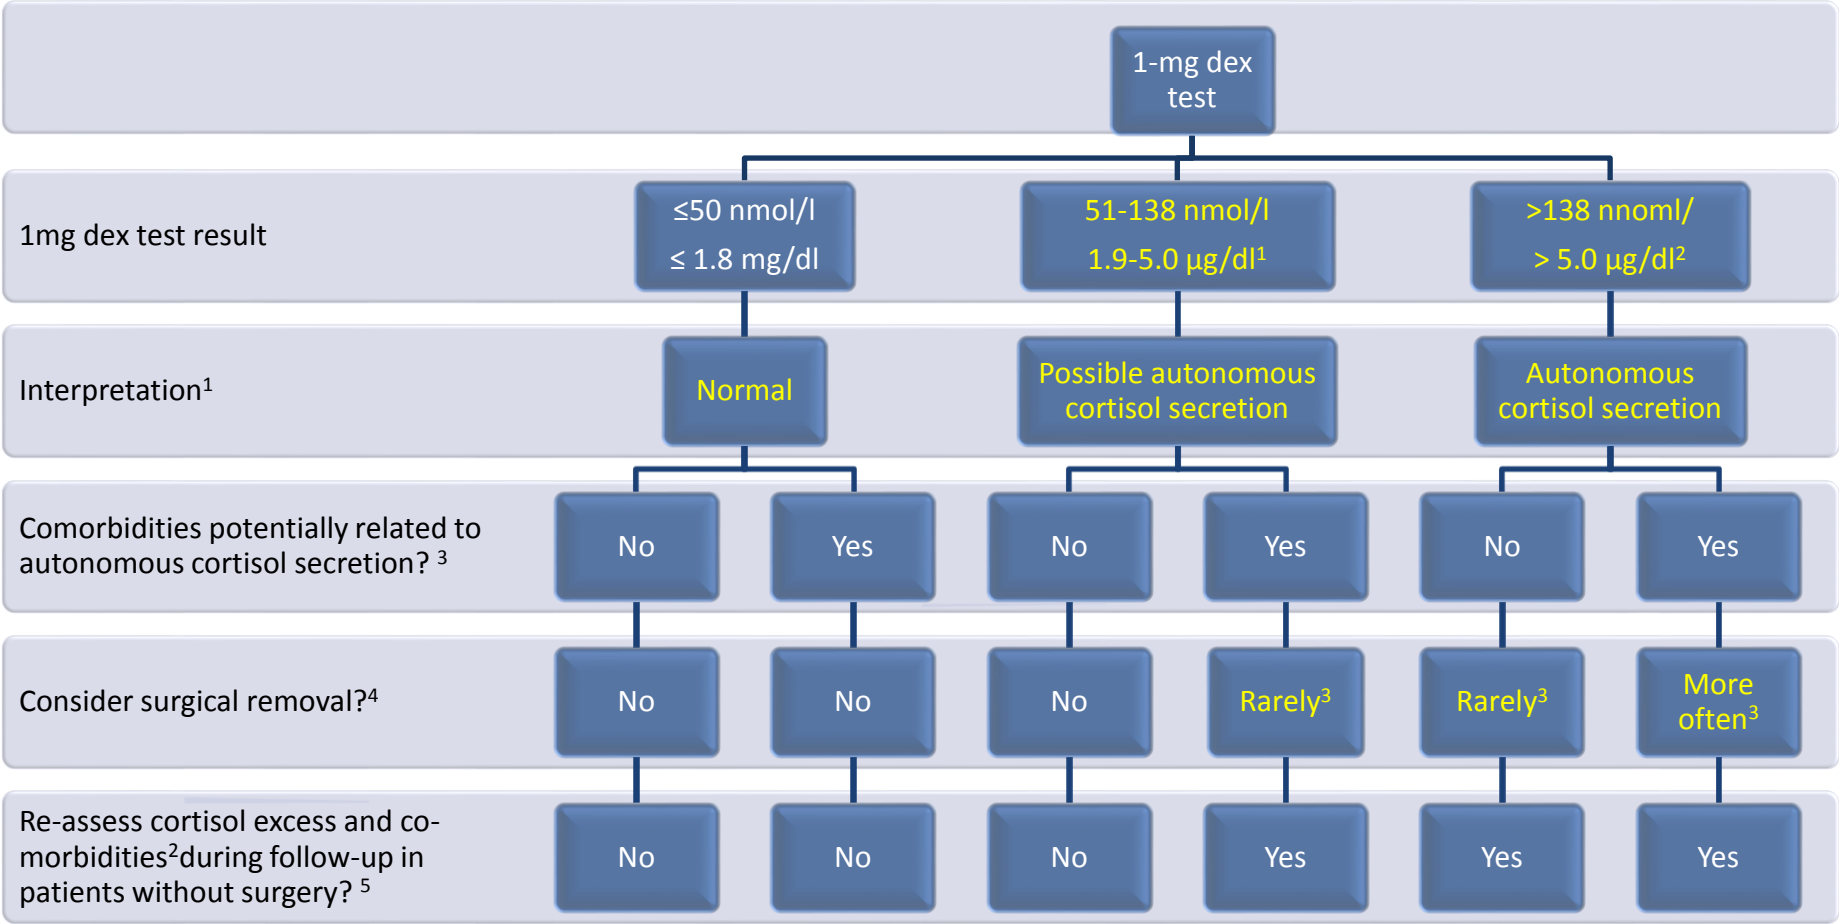 1-mg dex
test
1mg dex test result
≤50 nmol/l
≤ 1.8 mg/dl
51-138 nmol/l
1.9-5.0 µg/dl¹
>138 nnoml/
> 5.0 µg/dl²
Interpretation¹
Normal
Possible autonomous
cortisol secretion
Autonomous
cortisol secretion
Comorbidities potentially related to
autonomous cortisol secretion? ³
No
Yes
No
Yes
No
Yes
Consider surgical removal?⁴
No
No
No
Rarely³
Rarely³
More
often³
Re-assess cortisol excess and co-
morbidities²during follow-up in
patients without surgery? ⁵
No
No
No
Yes
Yes
Yes